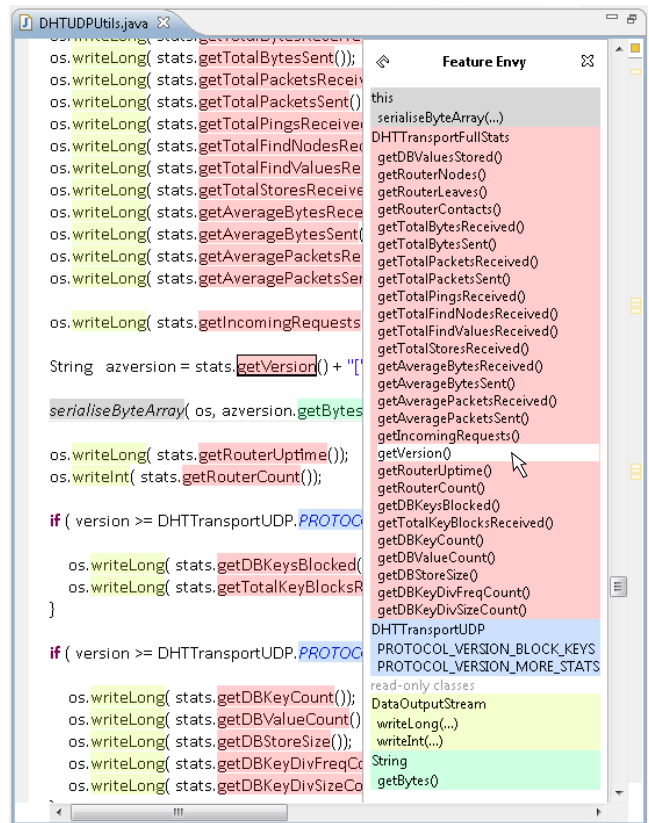 DHTUDPUtils.java
os.writeLong( stats.getTotalBytesSent());
os.writeLong( stats.getTotalPacketsReceiv
os.writeLong( stats.getTotalPacketsSent()
os.writeLong( stats.getTotalPingsReceive
os.writeLong( stats.getTotalFindNodesRec
os.writeLong( stats.getTotalFindValuesRe
os.writeLong( stats.getTotalStoresReceive
os.writeLong( stats.getAverageBytesRece
os.writeLong( stats.getAverageBytesSent(
os.writeLong( stats.getAveragePacketsRe
os.writeLong( stats.getAveragePacketsSer
os.writeLong( stats.getIncomingRequests
String azversion = stats.getVersion() + "["
serialiseByteArray( os, azversion.getBytes
os.writeLong( stats.getRouterUptime());
os.writeInt( stats.getRouterCount());
if ( version >= DHTTransportUDP.PROTOC
os.writeLong( stats.getDBKeysBlocked(
os.writeLong( stats.getTotalKeyBlocksR
}
if ( version >= DHTTransportUDP.PROTOC
os.writeLong( stats.getDBKeyCount());
os.writeLong( stats.getDBValueCount()
os.writeLong( stats.getDBStoreSize());
os.writeLong( stats.getDBKeyDivFreqCo
os.writeLong( stats.getDBKeyDivSizeCo
Feature Envy
this
serialiseByteArray(...)
DHTTransportFullStats
getDBValuesStored()
getRouterNodes()
getRouterLeaves()
getRouterContacts()
getTotalBytesReceived()
getTotalBytesSent()
getTotalPacketsReceived()
getTotalPacketsSent()
getTotalPingsReceived()
getTotalFindNodesReceived()
getTotalFindValuesReceived()
getTotalStoresReceived()
getAverageBytesReceived()
getAverageBytesSent()
getAveragePacketsReceived()
getAveragePacketsSent()
getIncomingRequests()
getVersion()
getRouterUptime()
getRouterCount()
getDBKeysBlocked()
getTotalKeyBlocksReceived()
getDBKeyCount()
getDBValueCount()
getDBStoreSize()
getDBKeyDivFreqCount()
getDBKeyDivSizeCount()
DHTTransportUDP
PROTOCOL_VERSION_BLOCK_KEYS
PROTOCOL_VERSION_MORE_STATS
read-only classes
DataOutputStream
writeLong(...)
writeInt(...)
String
getBytes()